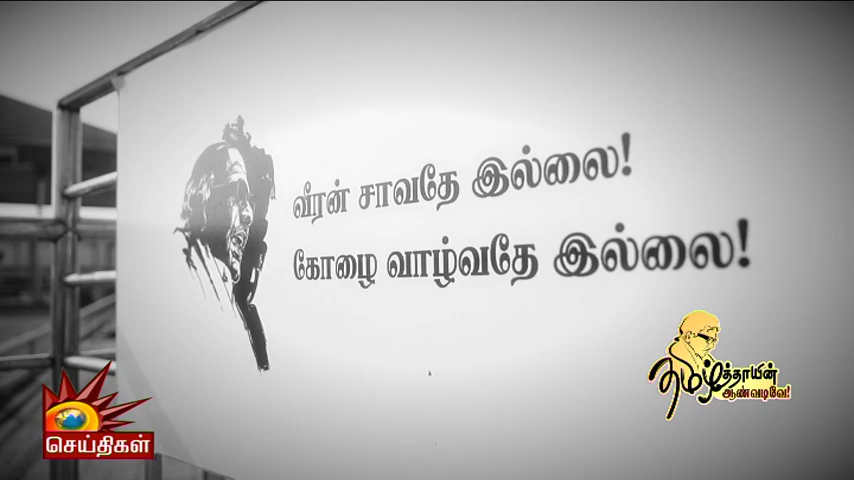 வீரன் சாவதே இல்லை!
கோழை வாழ்வதே இல்லை!
தமிழ்த்தாயின்
ஆண்வடிவே!
செய்திகள்